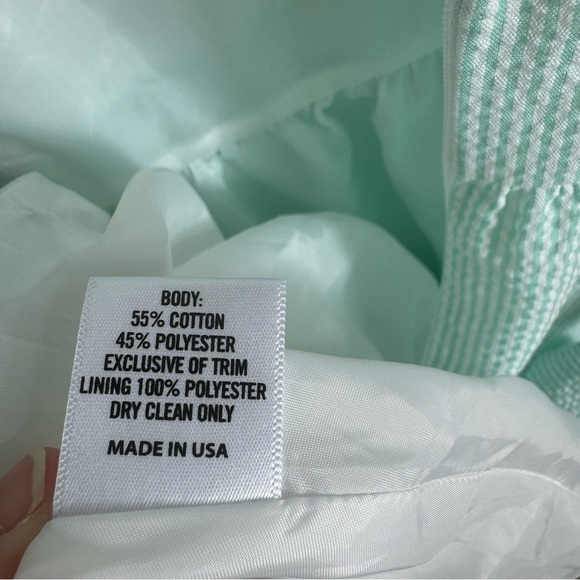 BODY:
55% COTTON
45% POLYESTER
EXCLUSIVE OF TRIM
LINING 100% POLYESTER
DRY CLEAN ONLY
MADE IN USA